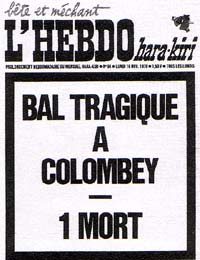 bête et méchant
L'HEBDO
hara-kiri
BAL TRAGIQUE
A
COLOMBEY
—
1 MORT